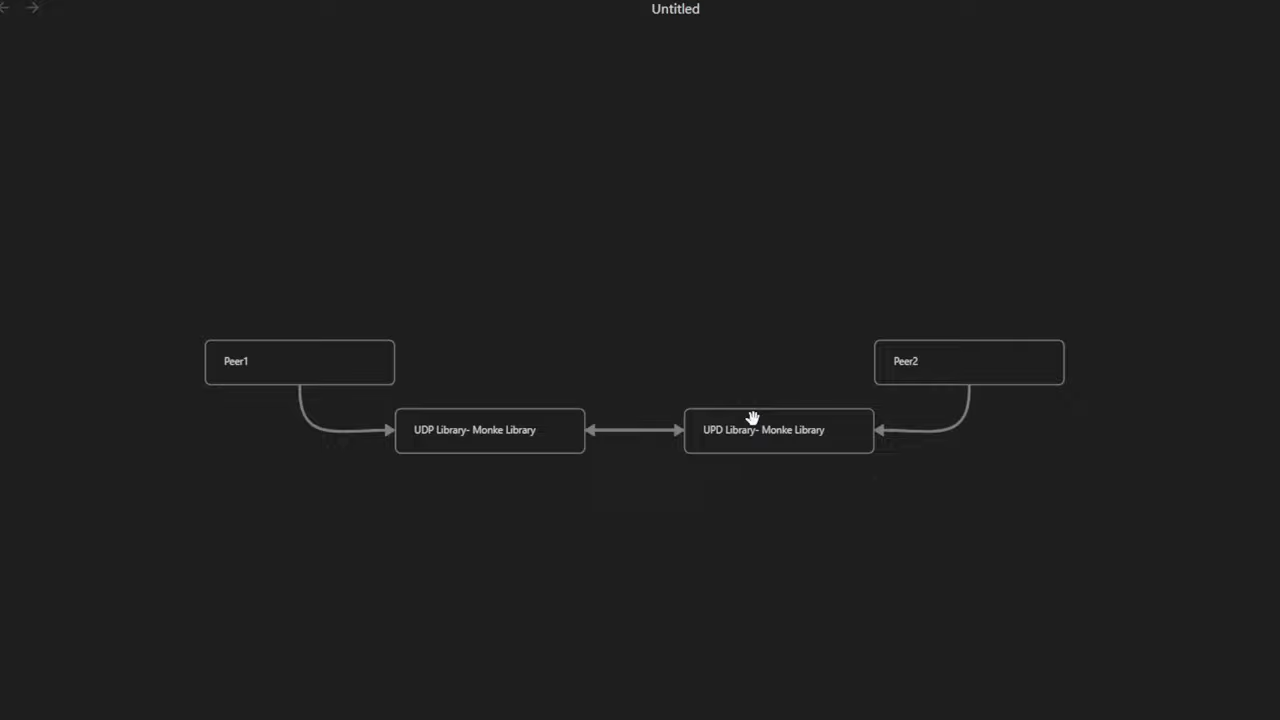 Untitled
Peer1
Peer2
UDP Library- Monke Library
UPD Library- Monke Library